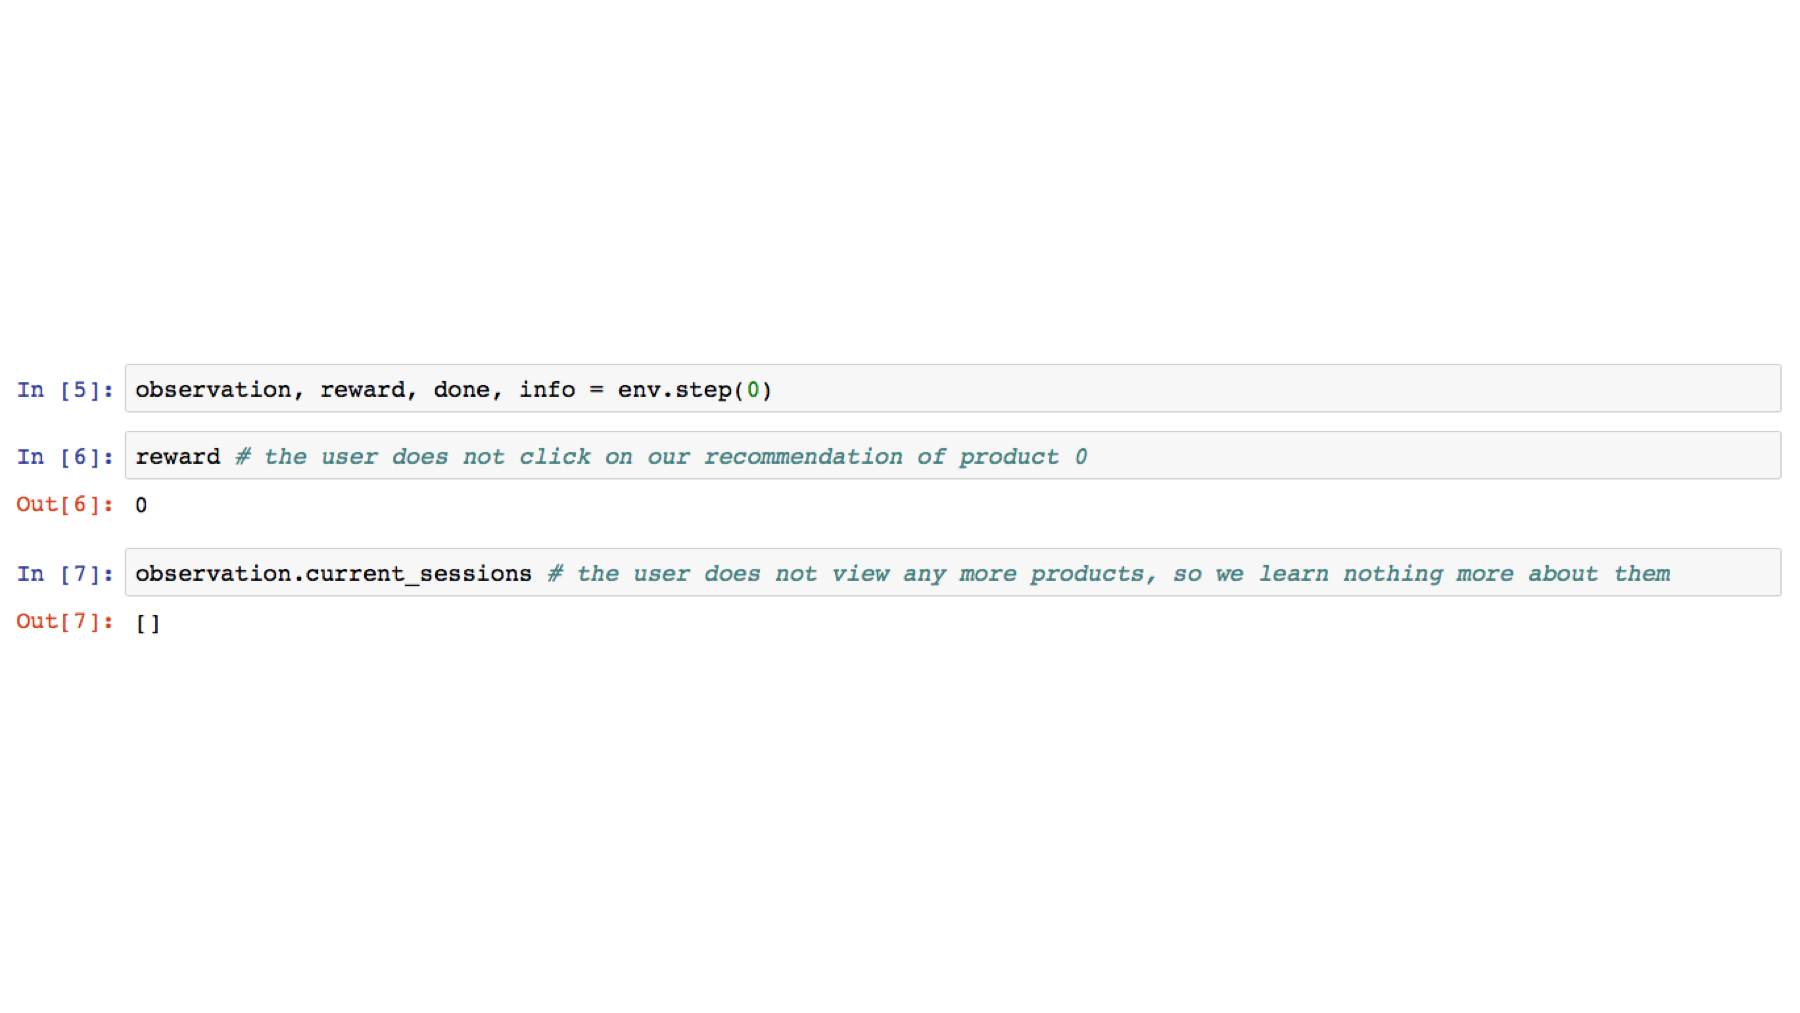 In [5]: observation, reward, done, info = env.step(0)
In [6]: reward # the user does not click on our recommendation of product 0
Out[6]: 0
In [7]: observation.current_sessions # the user does not view any more products, so we learn nothing more about them
Out[7]: []